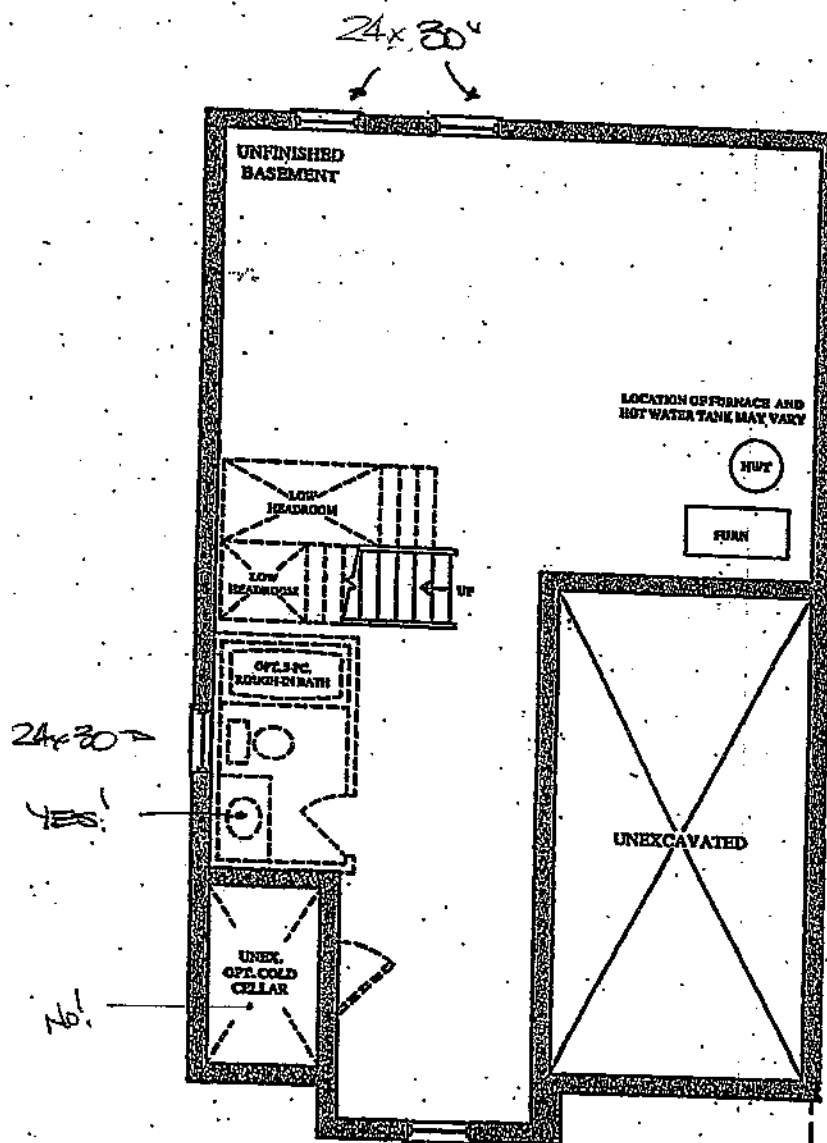 24x30"
UNFINISHED
BASEMENT
LOCATION OF FURNACE AND
HOT WATER TANK MAY VARY
HWT
FURN
LOW
HEADROOM
LOW
HEADROOM
UP
OPT. 3-PC.
ROUGH-IN BATH
24x30
YES!
UNEXCAVATED
UNEX.
OPT. COLD
CELLAR
No!